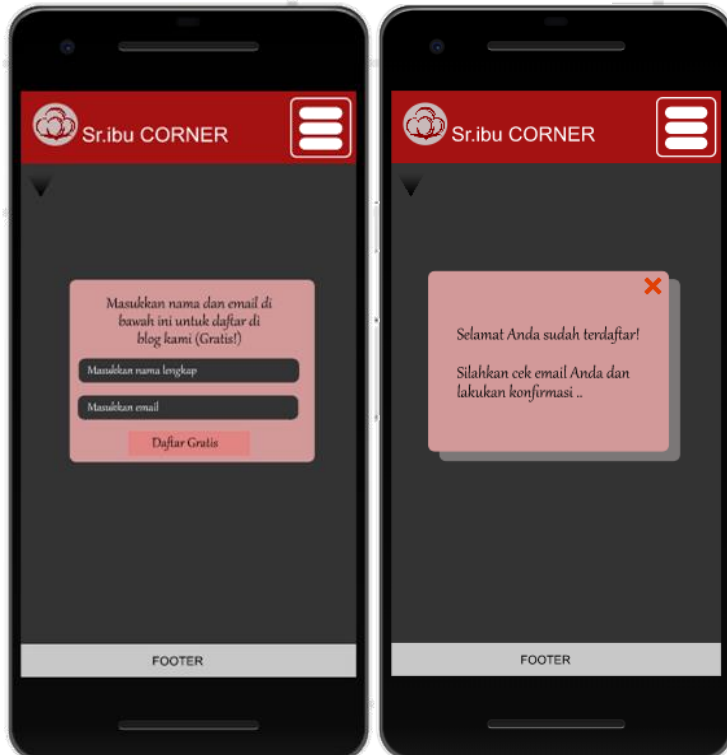 Sr.ibu CORNER
Masukkan nama dan email di
bawah ini untuk daftar di
blog kami (Gratis!)
Masukkan nama lengkap
Masukkan email
Daftar Gratis
FOOTER
Sr.ibu CORNER
Selamat Anda sudah terdaftar!
Silahkan cek email Anda dan
lakukan konfirmasi ..
FOOTER